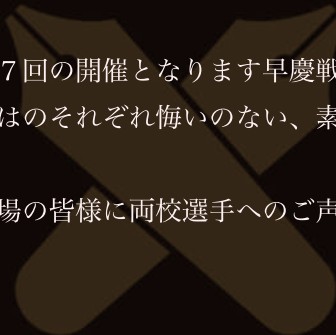 7回の開催となります早慶戦
はのそれぞれ悔いのない、素
場の皆様に両校選手へのご声